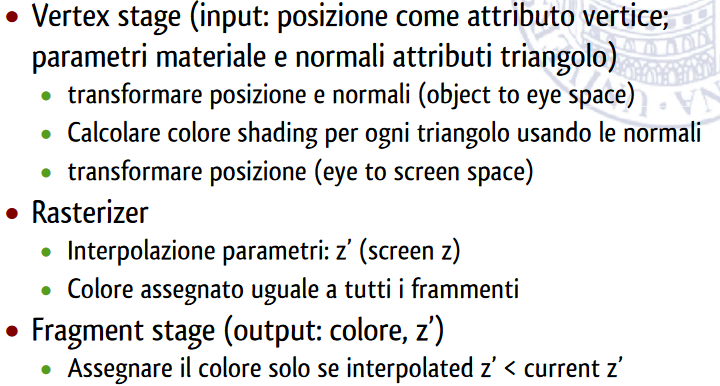 • Vertex stage (input: posizione come attributo vertice;
parametri materiale e normali attributi triangolo)
• transformare posizione e normali (object to eye space)
• Calcolare colore shading per ogni triangolo usando le normali
• transformare posizione (eye to screen space)
• Rasterizer
• Interpolazione parametri: z’ (screen z)
• Colore assegnato uguale a tutti i frammenti
• Fragment stage (output: colore, z’)
• Assegnare il colore solo se interpolated z’ < current z’